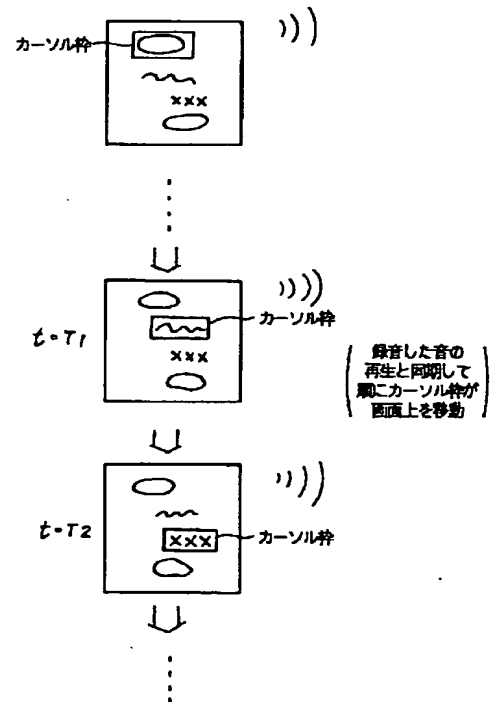 カーソル枠
×××
t=T1
カーソル枠
×××
録音した音の
再生と同期して
順にカーソル枠が
画面上を移動
t=T2
×××
カーソル枠